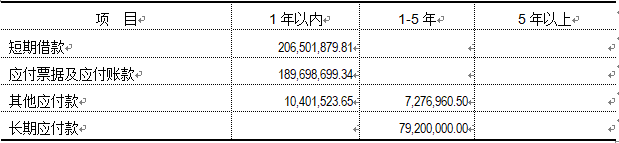 项 目 1 年以内 1-5 年 5 年以上
短期借款 206,501,879.81
应付票据及应付账款 189,698,699.34
其他应付款 10,401,523.65 7,276,960.50
长期应付款 79,200,000.00